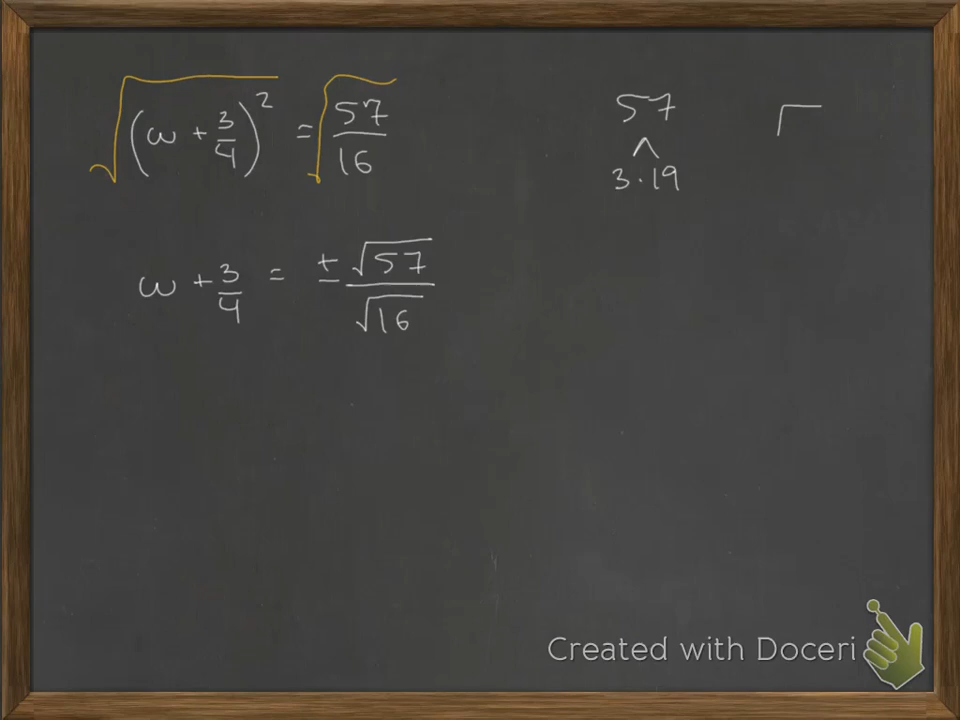 √(ω + 3/4)² = √57/16
57
3 · 19
ω + 3/4 = ± √57/√16
Created with Doceri